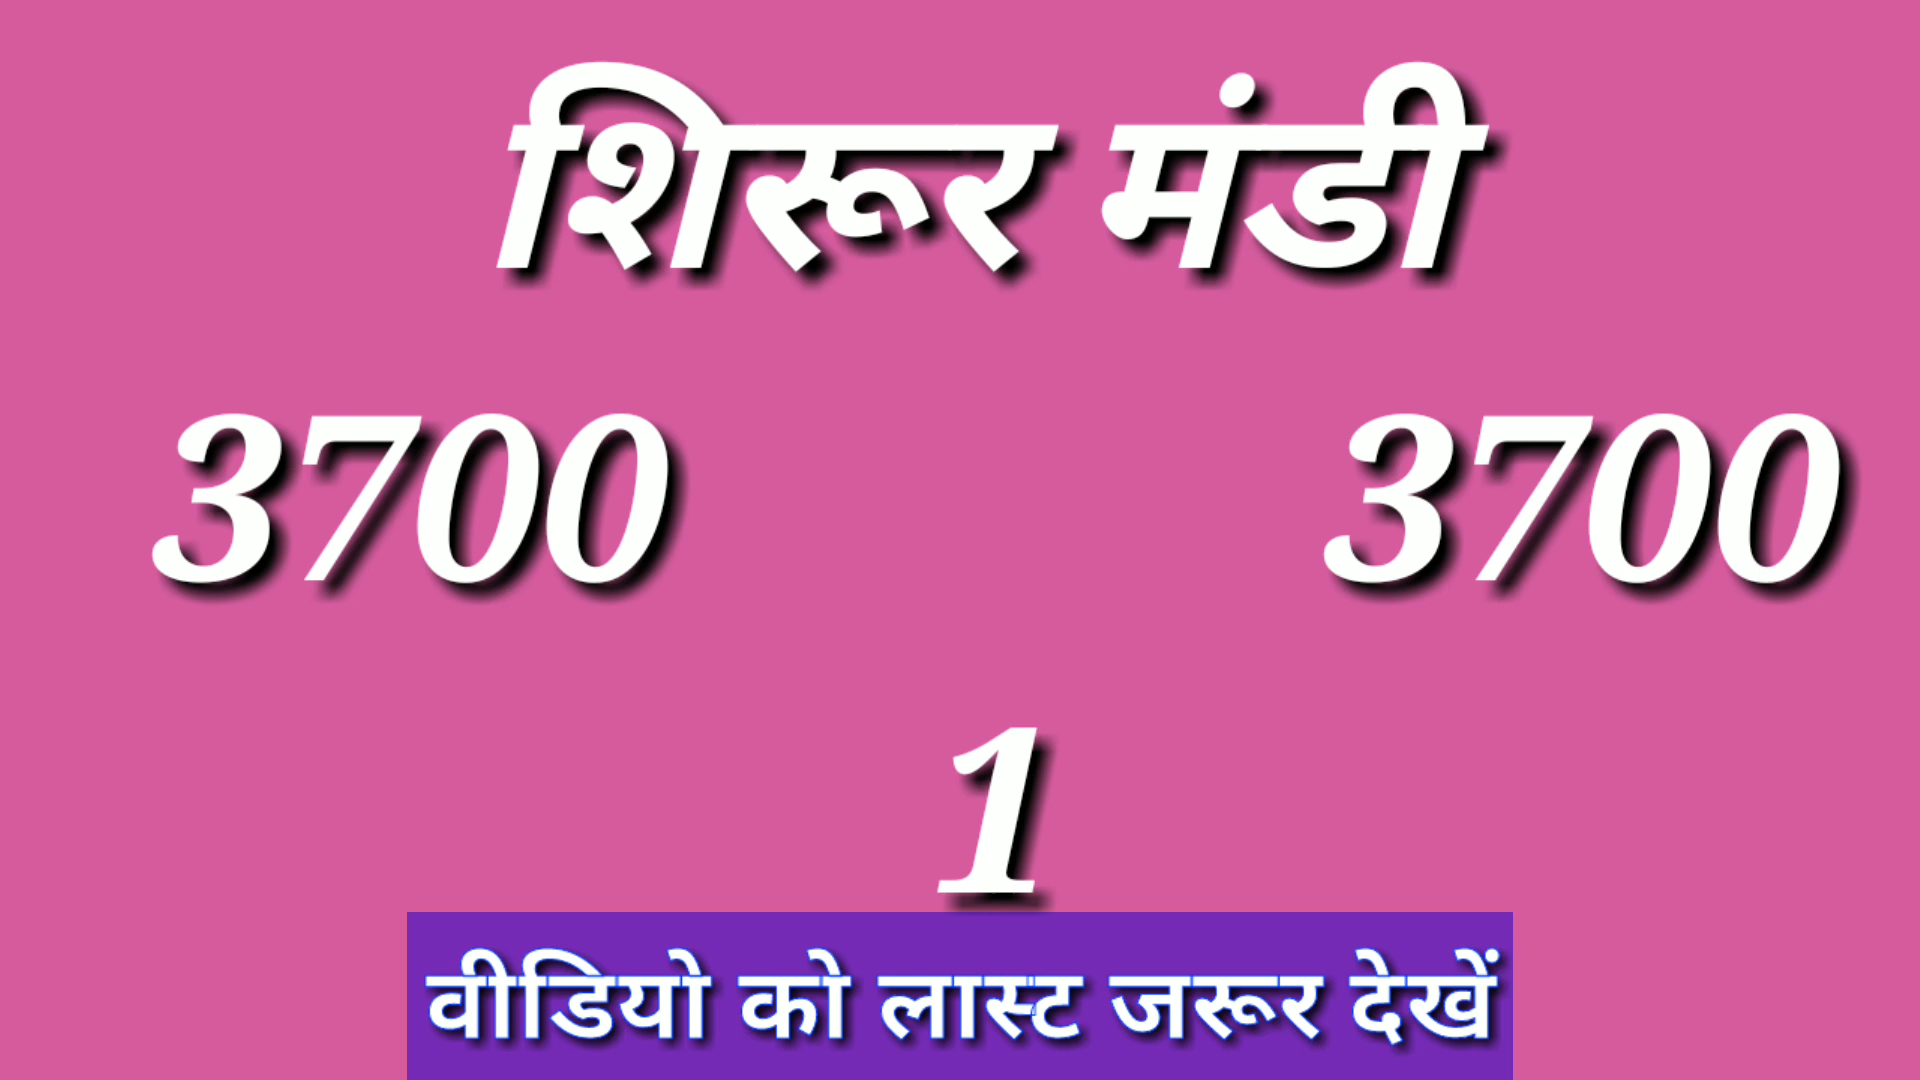 शिरूर मंडी
3700 3700
1
वीडियो को लास्ट जरूर देखें